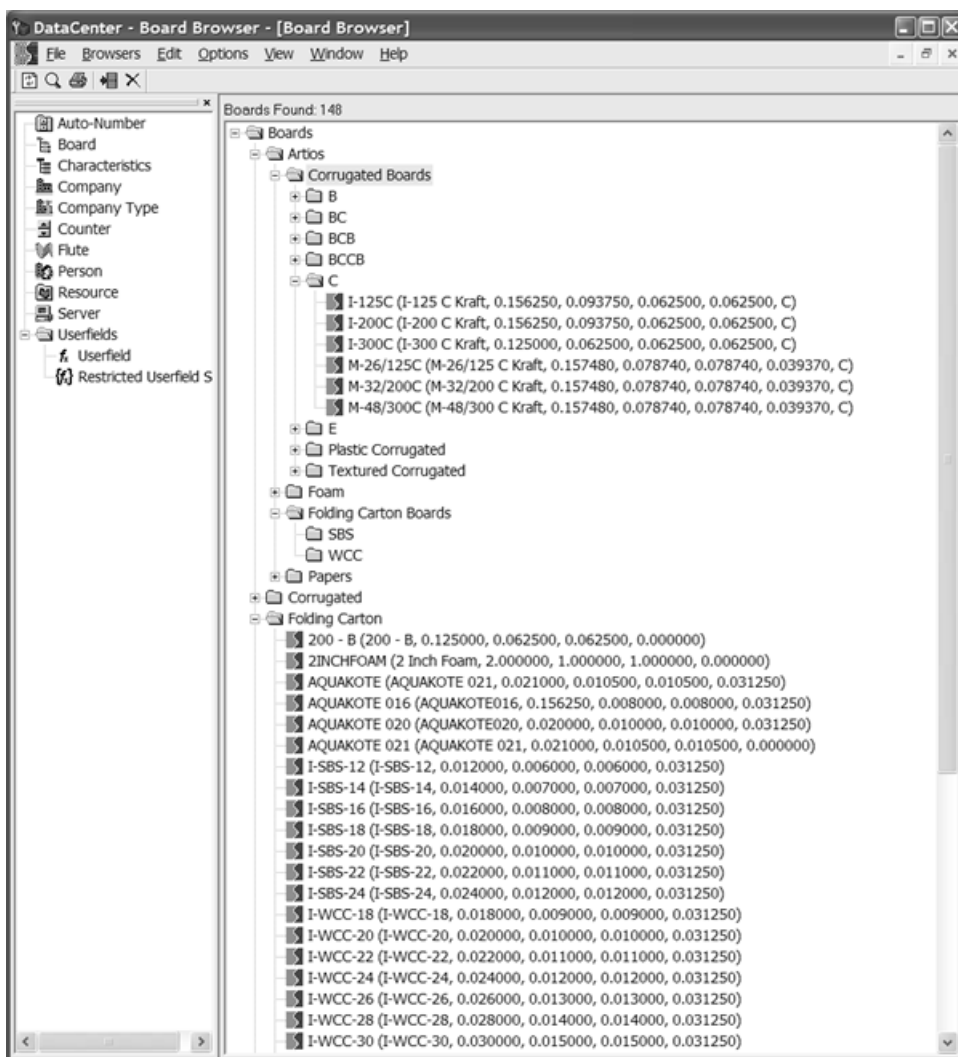 DataCenter - Board Browser - [Board Browser]
File Browsers Edit Options View Window Help
Auto-Number
Board
Characteristics
Company
Company Type
Counter
Flute
Person
Resource
Server
Userfields
Userfield
Restricted Userfield S
Boards Found: 148
Boards
Artios
Corrugated Boards
B
BC
BCB
BCCB
C
I-125C (I-125 C Kraft, 0.156250, 0.093750, 0.062500, 0.062500, C)
I-200C (I-200 C Kraft, 0.156250, 0.093750, 0.062500, 0.062500, C)
I-300C (I-300 C Kraft, 0.125000, 0.062500, 0.062500, 0.062500, C)
M-26/125C (M-26/125 C Kraft, 0.157480, 0.078740, 0.078740, 0.039370, C)
M-32/200C (M-32/200 C Kraft, 0.157480, 0.078740, 0.078740, 0.039370, C)
M-48/300C (M-48/300 C Kraft, 0.157480, 0.078740, 0.078740, 0.039370, C)
E
Plastic Corrugated
Textured Corrugated
Foam
Folding Carton Boards
SBS
WCC
Papers
Corrugated
Folding Carton
200 - B (200 - B, 0.125000, 0.062500, 0.062500, 0.000000)
2INCHFOAM (2 Inch Foam, 2.000000, 1.000000, 1.000000, 0.000000)
AQUAKOTE (AQUAKOTE 021, 0.021000, 0.010500, 0.010500, 0.031250)
AQUAKOTE 016 (AQUAKOTE016, 0.156250, 0.008000, 0.008000, 0.031250)
AQUAKOTE 020 (AQUAKOTE020, 0.020000, 0.010000, 0.010000, 0.031250)
AQUAKOTE 021 (AQUAKOTE 021, 0.021000, 0.010500, 0.010500, 0.000000)
I-SBS-12 (I-SBS-12, 0.012000, 0.006000, 0.006000, 0.031250)
I-SBS-14 (I-SBS-14, 0.014000, 0.007000, 0.007000, 0.031250)
I-SBS-16 (I-SBS-16, 0.016000, 0.008000, 0.008000, 0.031250)
I-SBS-18 (I-SBS-18, 0.018000, 0.009000, 0.009000, 0.031250)
I-SBS-20 (I-SBS-20, 0.020000, 0.010000, 0.010000, 0.031250)
I-SBS-22 (I-SBS-22, 0.022000, 0.011000, 0.011000, 0.031250)
I-SBS-24 (I-SBS-24, 0.024000, 0.012000, 0.012000, 0.031250)
I-WCC-18 (I-WCC-18, 0.018000, 0.009000, 0.009000, 0.031250)
I-WCC-20 (I-WCC-20, 0.020000, 0.010000, 0.010000, 0.031250)
I-WCC-22 (I-WCC-22, 0.022000, 0.011000, 0.011000, 0.031250)
I-WCC-24 (I-WCC-24, 0.024000, 0.012000, 0.012000, 0.031250)
I-WCC-26 (I-WCC-26, 0.026000, 0.013000, 0.013000, 0.031250)
I-WCC-28 (I-WCC-28, 0.028000, 0.014000, 0.014000, 0.031250)
I-WCC-30 (I-WCC-30, 0.030000, 0.015000, 0.015000, 0.031250)